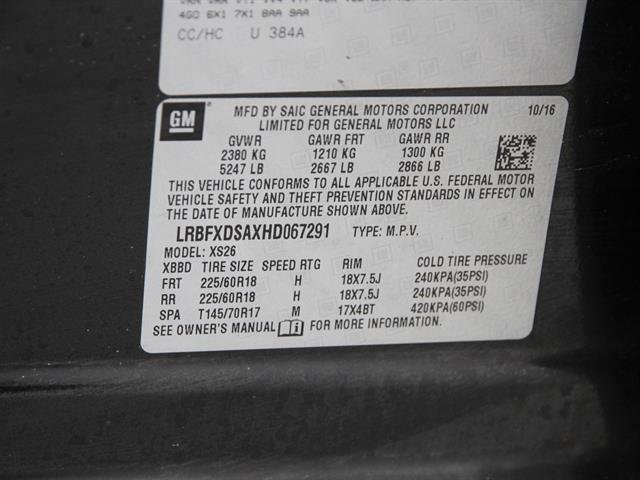 4G0 6X1 7X1 8AA 9AA
CC/HC U 384A
GM
MFD BY SAIC GENERAL MOTORS CORPORATION 10/16
LIMITED FOR GENERAL MOTORS LLC
GVWR GAWR FRT GAWR RR
2380 KG 1210 KG 1300 KG
5247 LB 2667 LB 2866 LB
THIS VEHICLE CONFORMS TO ALL APPLICABLE U.S. FEDERAL MOTOR
VEHICLE SAFETY AND THEFT PREVENTION STANDARDS IN EFFECT ON
THE DATE OF MANUFACTURE SHOWN ABOVE.
LRBFXDSAXHD067291 TYPE: M.P.V.
MODEL: XS26
XBBD TIRE SIZE SPEED RTG RIM COLD TIRE PRESSURE
FRT 225/60R18 H 18X7.5J 240KPA(35PSI)
RR 225/60R18 H 18X7.5J 240KPA(35PSI)
SPA T145/70R17 M 17X4BT 420KPA(60PSI)
SEE OWNER'S MANUAL FOR MORE INFORMATION.